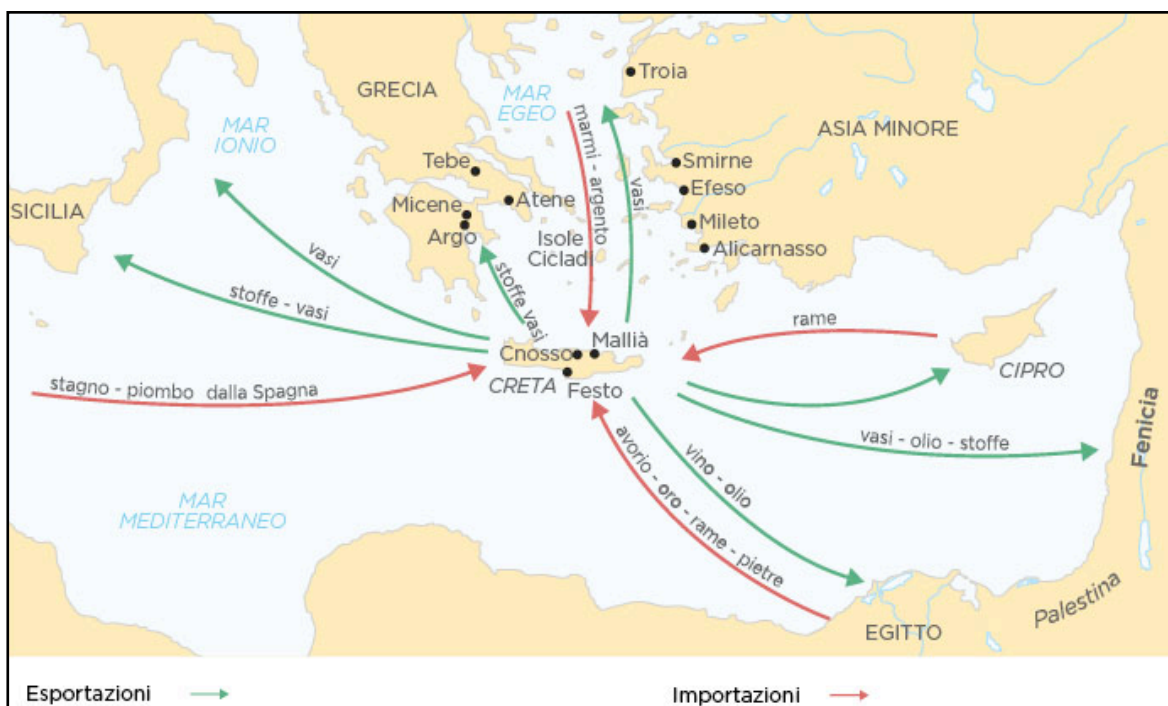 Troia
GRECIA
MAR
EGEO
MAR
IONIO
marmi - argento
ASIA MINORE
Tebe
Smirne
vasi
Efeso
SICILIA
Micene
Atene
Argo
Mileto
Isole
Cicladi
Alicarnasso
vasi
stoffe vasi
stoffe - vasi
rame
Mallià
Cnosso
CRETA
Festo
CIPRO
stagno - piombo dalla Spagna
Fenicia
vasi - olio - stoffe
vino - olio
avorio - oro - rame - pietre
MAR
MEDITERRANEO
Palestina
EGITTO
Esportazioni
Importazioni